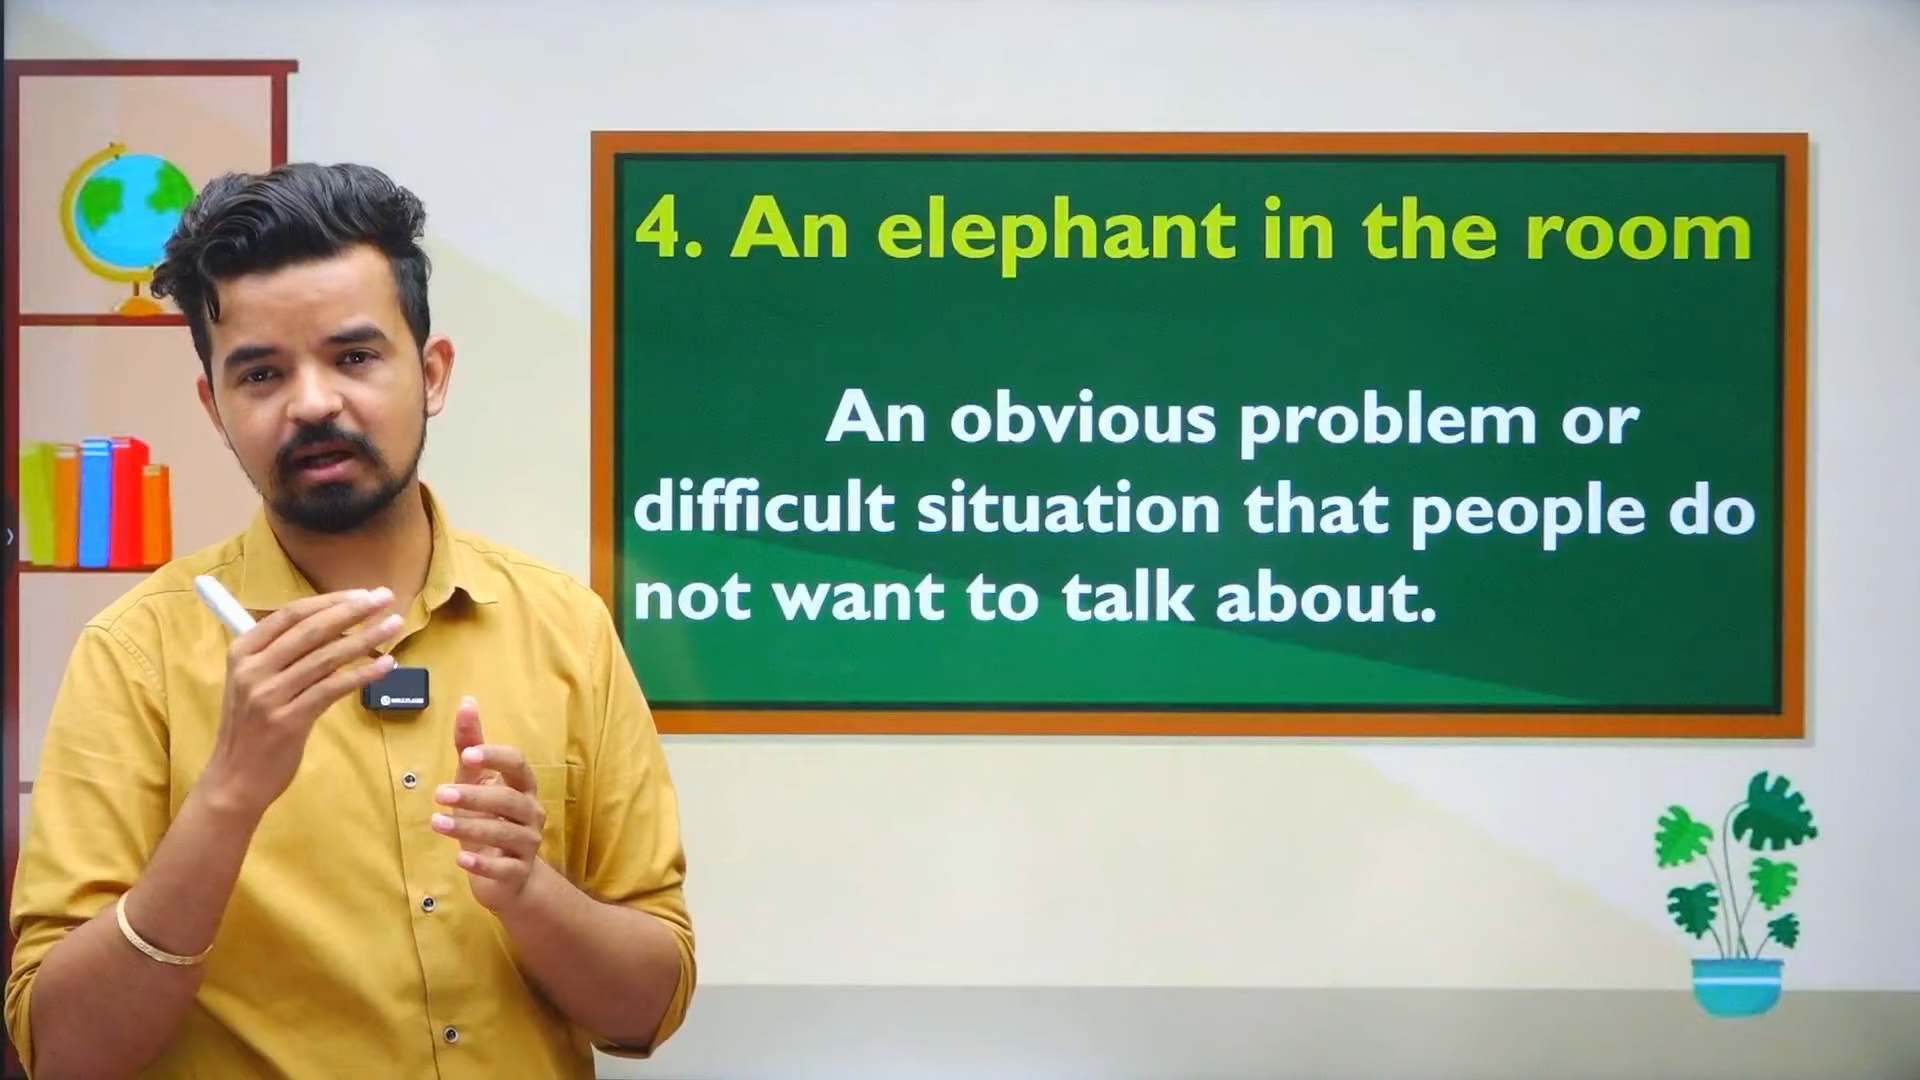 4. An elephant in the room
An obvious problem or
difficult situation that people do
not want to talk about.